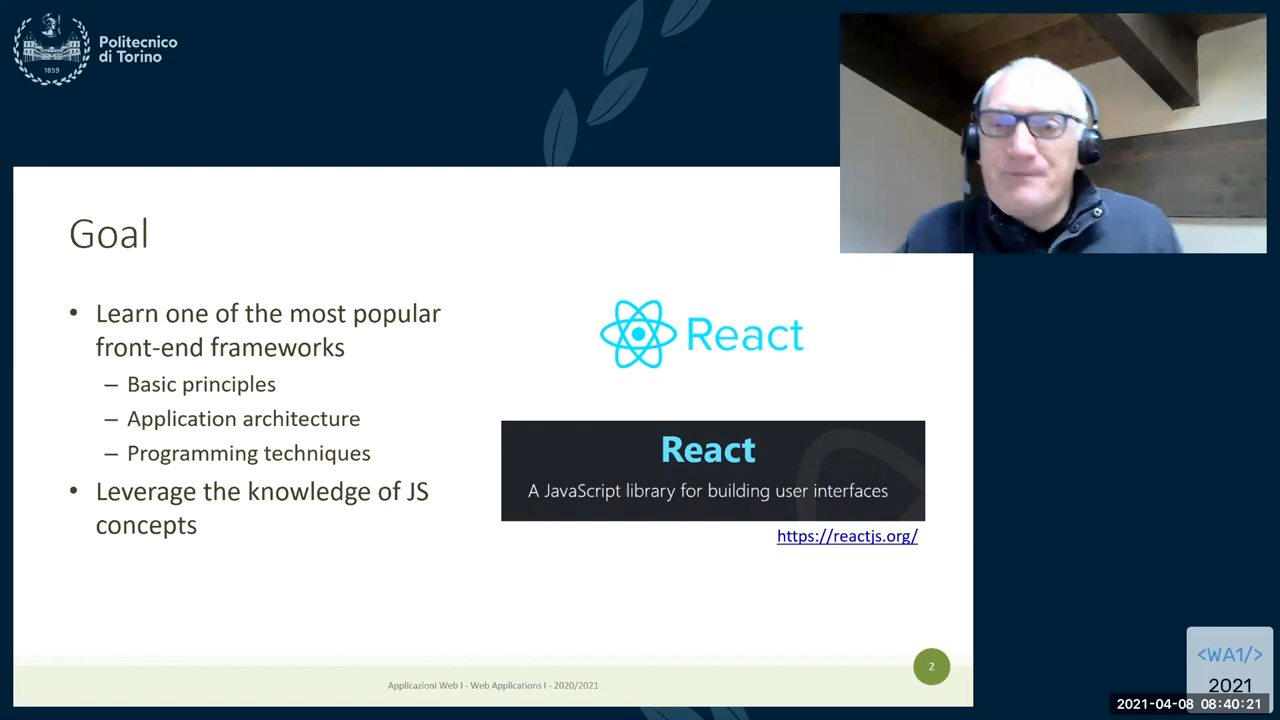 Politecnico
di Torino
1859
Goal
• Learn one of the most popular
front-end frameworks
– Basic principles
– Application architecture
– Programming techniques
• Leverage the knowledge of JS
concepts
React
React
A JavaScript library for building user interfaces
https://reactjs.org/
Applicazioni Web I - Web Applications I - 2020/2021
2
<WA1/>
2021
2021-04-08 08:40:21